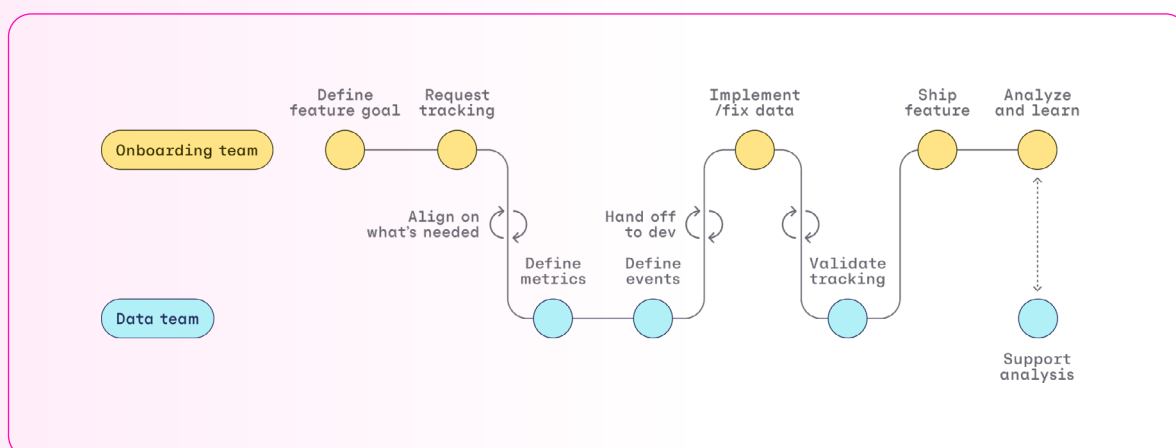 Define
feature goal
Request
tracking
Implement
/fix data
Ship
feature
Analyze
and learn
Onboarding team
Align on
what's needed
Hand off
to dev
Define
metrics
Define
events
Validate
tracking
Data team
Support
analysis